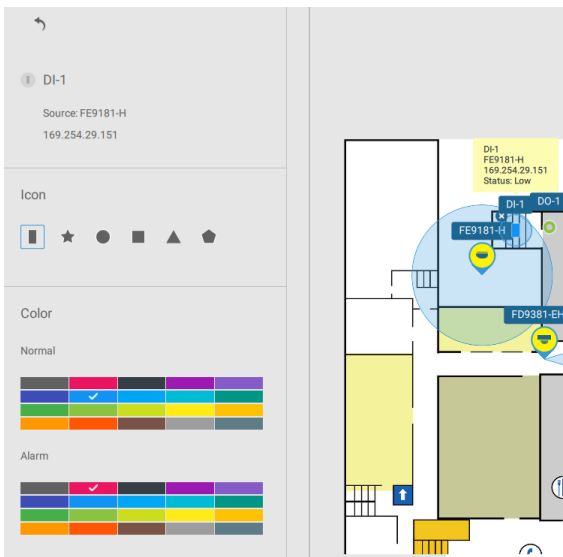 DI-1
Source: FE9181-H
169.254.29.151
Icon
Color
Normal
Alarm
DI-1
FE9181-H
169.254.29.151
Status: Low
DI-1
DO-1
FE9181-H
FD9381-EH